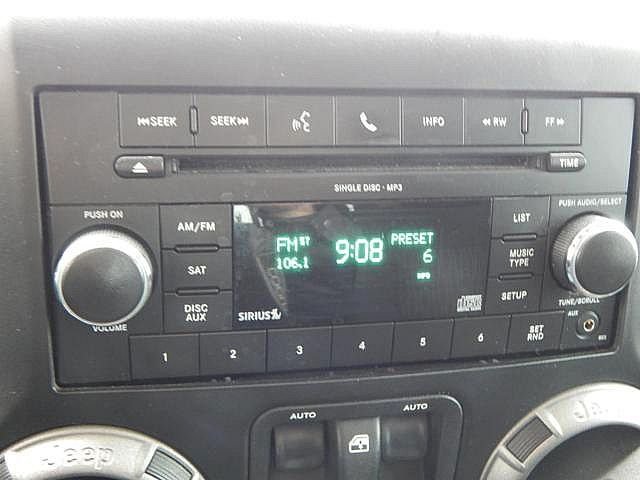 SEEK
SEEK
INFO
RW
FF
TIME
SINGLE DISC · MP3
PUSH ON
VOLUME
AM/FM
SAT
DISC
AUX
FM ST
106.1
9:08
PRESET
6
MP3
SIRIUS
LIST
MUSIC
TYPE
SETUP
PUSH AUDIO/SELECT
TUNE/SCROLL
AUX
1
2
3
4
5
6
SET
RND
AUTO
AUTO
Jeep
Jeep